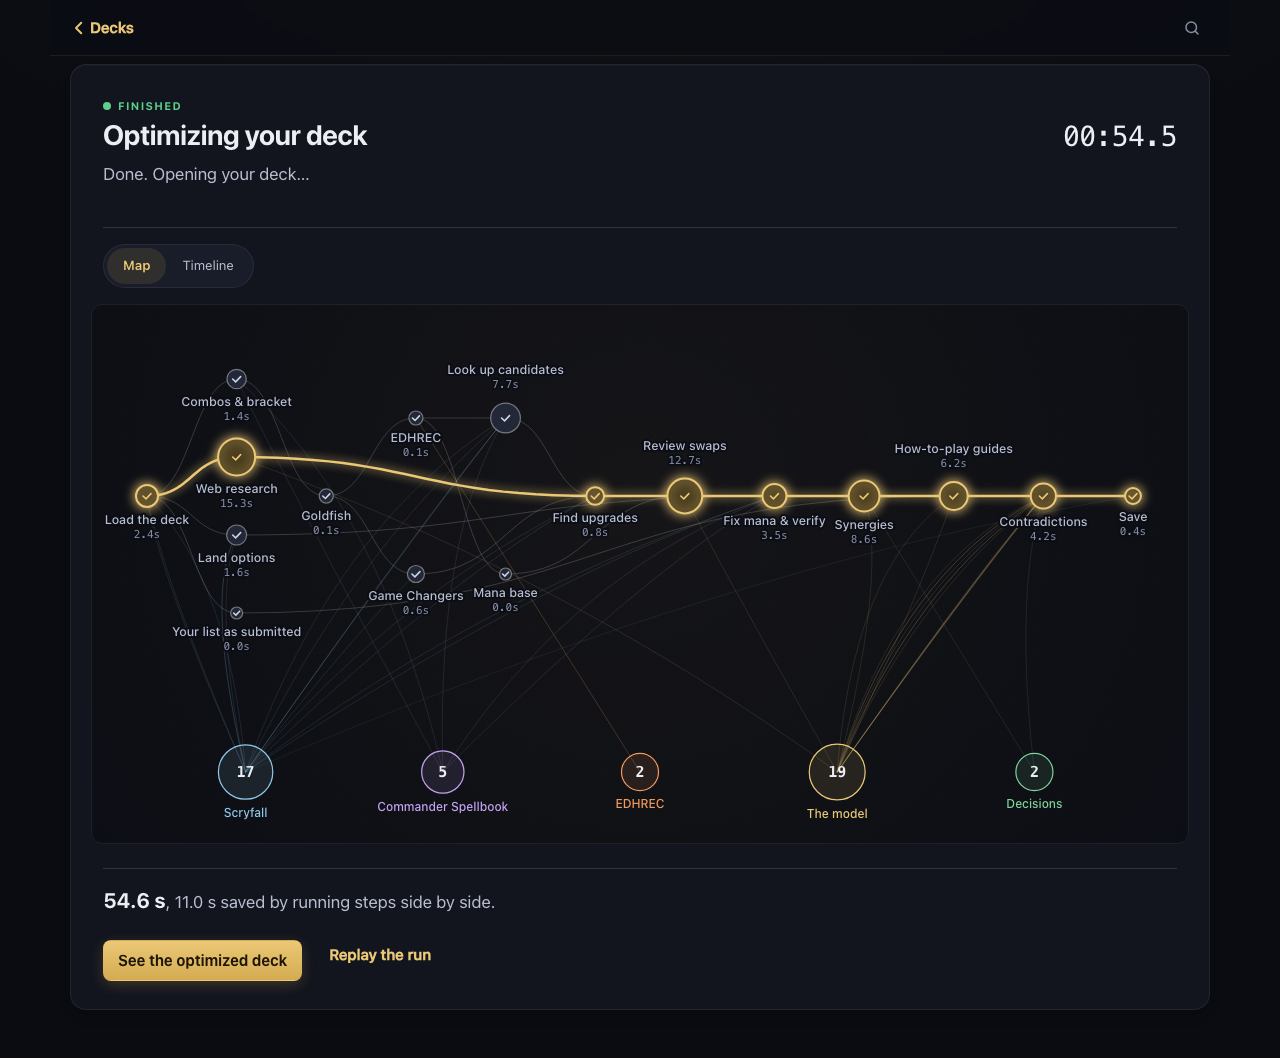 Decks
FINISHED
Optimizing your deck
00:54.5
Done. Opening your deck...
Map
Timeline
Look up candidates
7.7s
Combos & bracket
1.4s
EDHREC
0.1s
Review swaps
12.7s
How-to-play guides
6.2s
Web research
15.3s
Load the deck
2.4s
Goldfish
0.1s
Find upgrades
0.8s
Fix mana & verify
3.5s
Synergies
8.6s
Contradictions
4.2s
Save
0.4s
Land options
1.6s
Game Changers
0.6s
Mana base
0.0s
Your list as submitted
0.0s
17
Scryfall
5
Commander Spellbook
2
EDHREC
19
The model
2
Decisions
54.6 s, 11.0 s saved by running steps side by side.
See the optimized deck
Replay the run